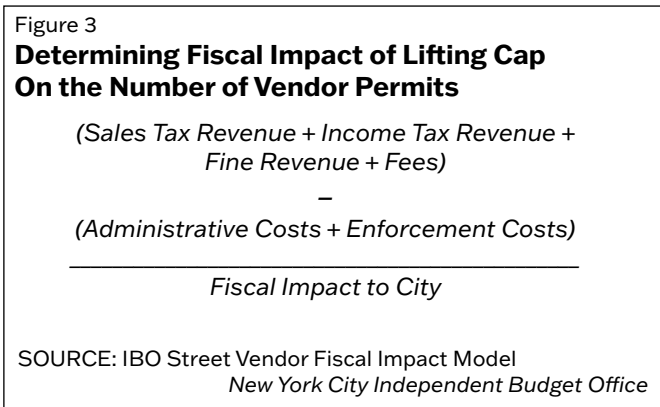 Figure 3
Determining Fiscal Impact of Lifting Cap
On the Number of Vendor Permits
(Sales Tax Revenue + Income Tax Revenue +
Fine Revenue + Fees)
–
(Administrative Costs + Enforcement Costs)
Fiscal Impact to City
SOURCE: IBO Street Vendor Fiscal Impact Model
New York City Independent Budget Office